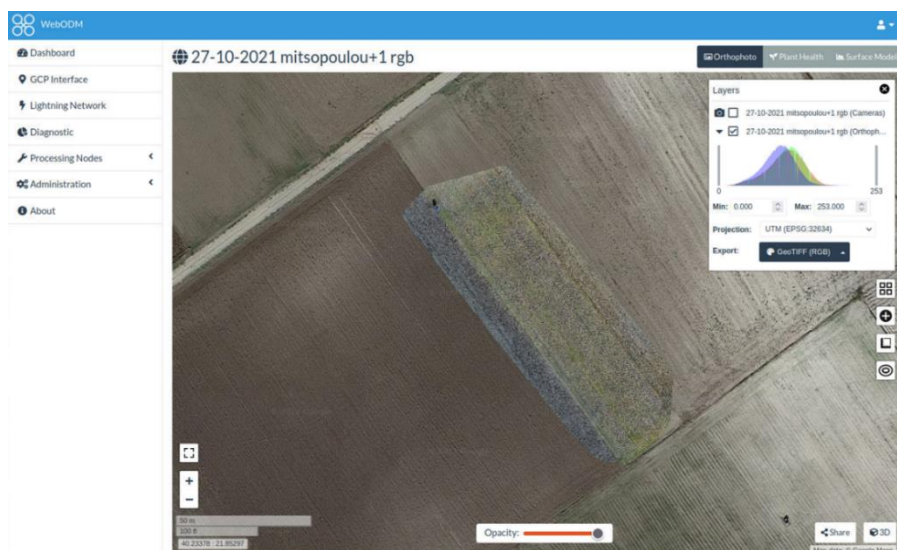 WebODM
Dashboard
GCP Interface
Lightning Network
Diagnostic
Processing Nodes
Administration
About
27-10-2021 mitsopoulou+1 rgb
Orthophoto
Plant Health
Surface Model
Layers
27-10-2021 mitsopoulou+1 rgb (Cameras)
27-10-2021 mitsopoulou+1 rgb (Orthoph...
0 253
Min: 0.000 Max: 253.000
Projection: UTM (EPSG:32634)
Export: GeoTIFF (RGB)
+
−
50 m
100 ft
40.23378 : 21.95297
Opacity:
Share
3D